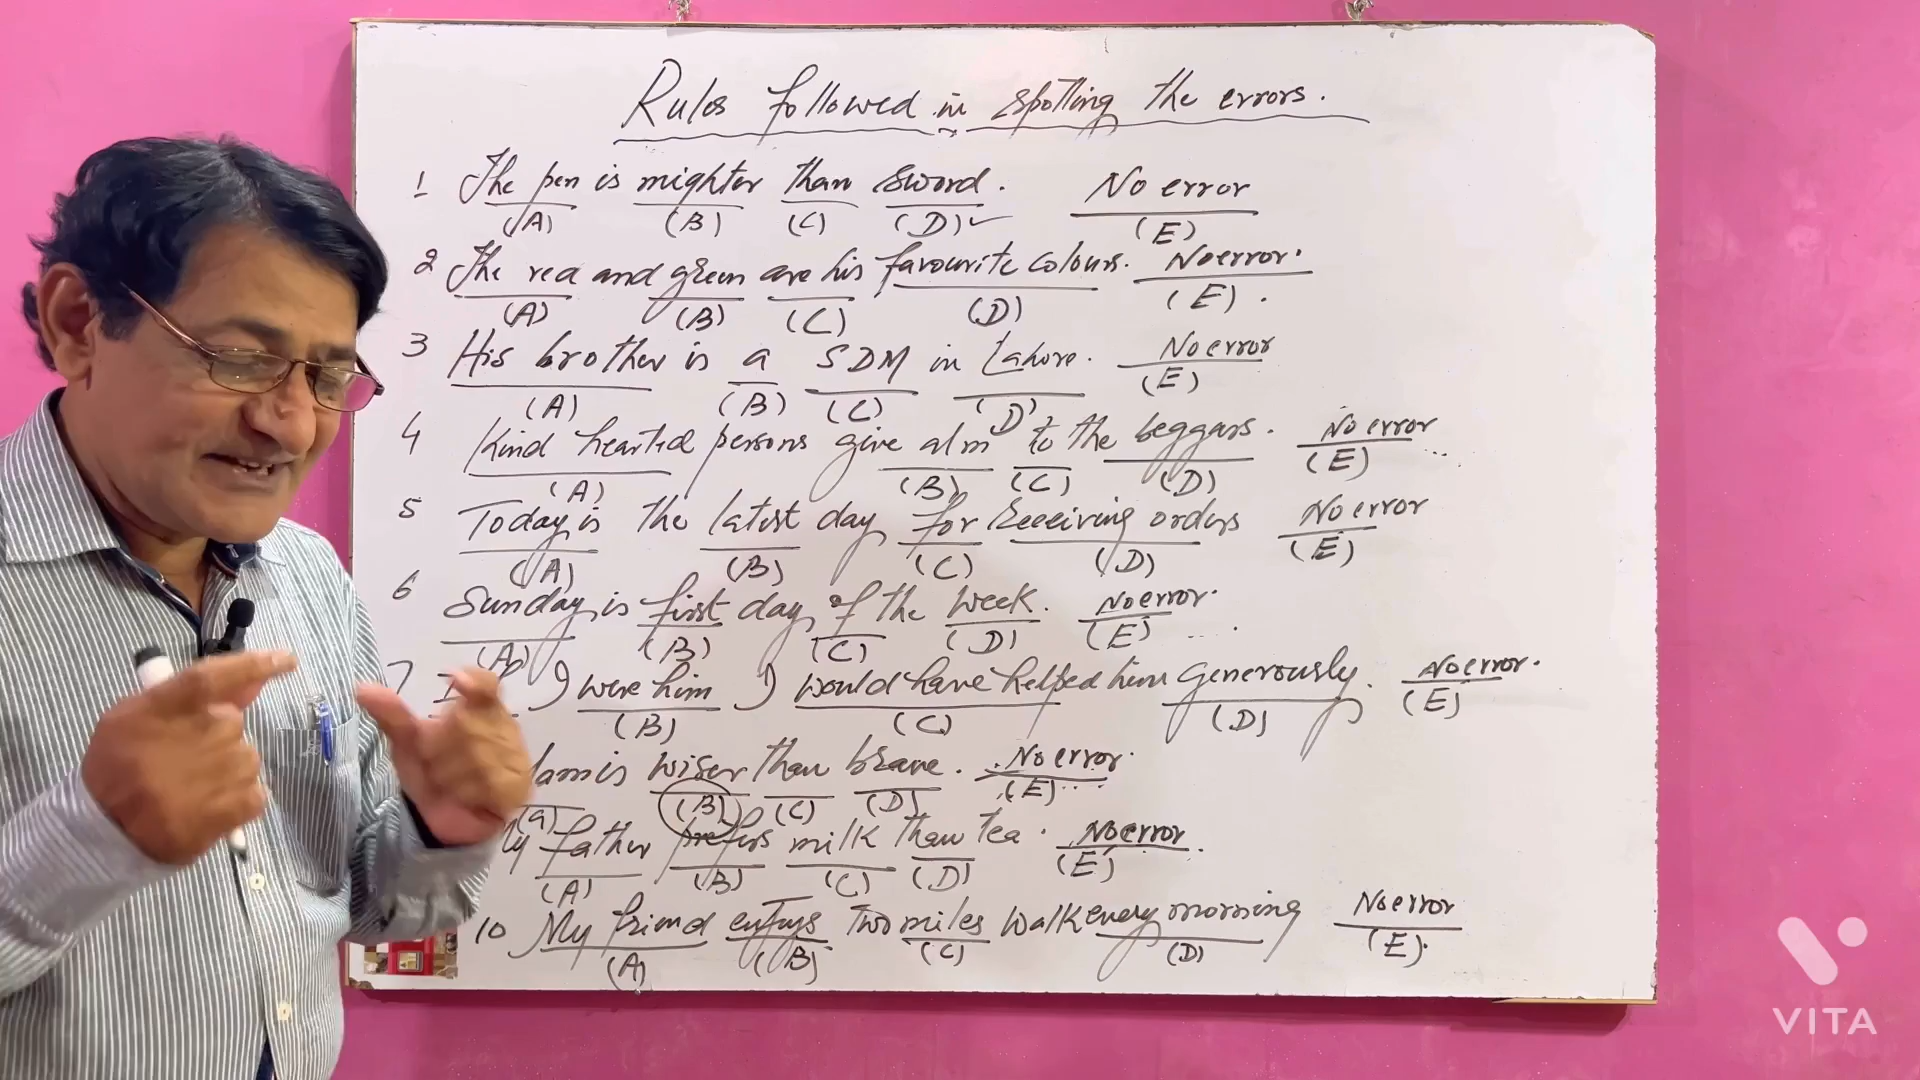 Rules followed in spotting the errors.
1 The pen is mighter than sword. No error
(A) (B) (C) (D) ✓ (E)
2 The red and green are his favourite colours. No error.
(A) (B) (C) (D) (E).
3 His brother is a SDM in Lahore. No error
(A) (B) (C) (D) (E)
4 Kind hearted persons give alm to the beggars. No error
(A) (B) (C) (D) (E)
5 Today is the latest day for receiving orders No error
(A) (B) (C) (D) (E)
6 Sunday is first day of the week. No error.
(A) (B) (C) (D) (E)
7 I were him I would have helped him generously. No error.
(B) (C) (D) (E)
is wiser than brave. No error.
(a) (B) (C) (D) (E)
father prefers milk than tea. No error.
(A) (B) (C) (D) (E)
10 My friend enjoys two miles walk every morning No error
(A) (B) (C) (D) (E).
VITA